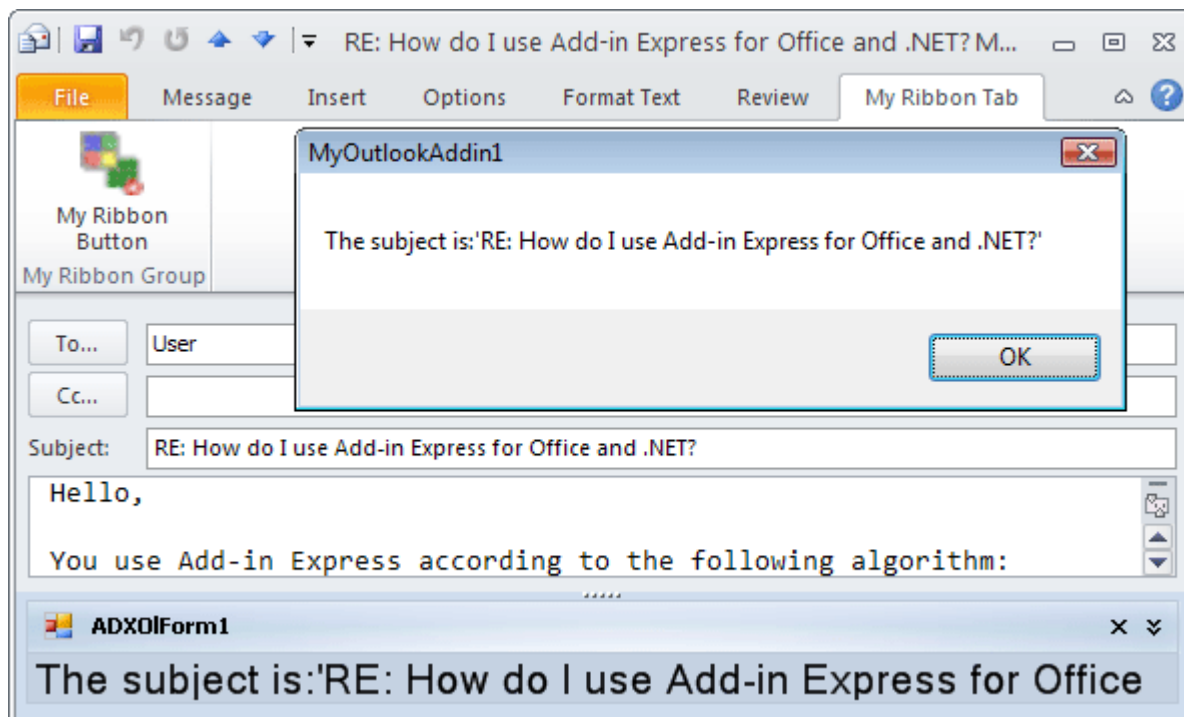 RE: How do I use Add-in Express for Office and .NET? M...
File Message Insert Options Format Text Review My Ribbon Tab
MyOutlookAddin1
My Ribbon
Button
My Ribbon Group
The subject is:'RE: How do I use Add-in Express for Office and .NET?'
OK
To... User
Cc...
Subject: RE: How do I use Add-in Express for Office and .NET?
Hello,
You use Add-in Express according to the following algorithm:
ADXOlForm1
The subject is:'RE: How do I use Add-in Express for Office